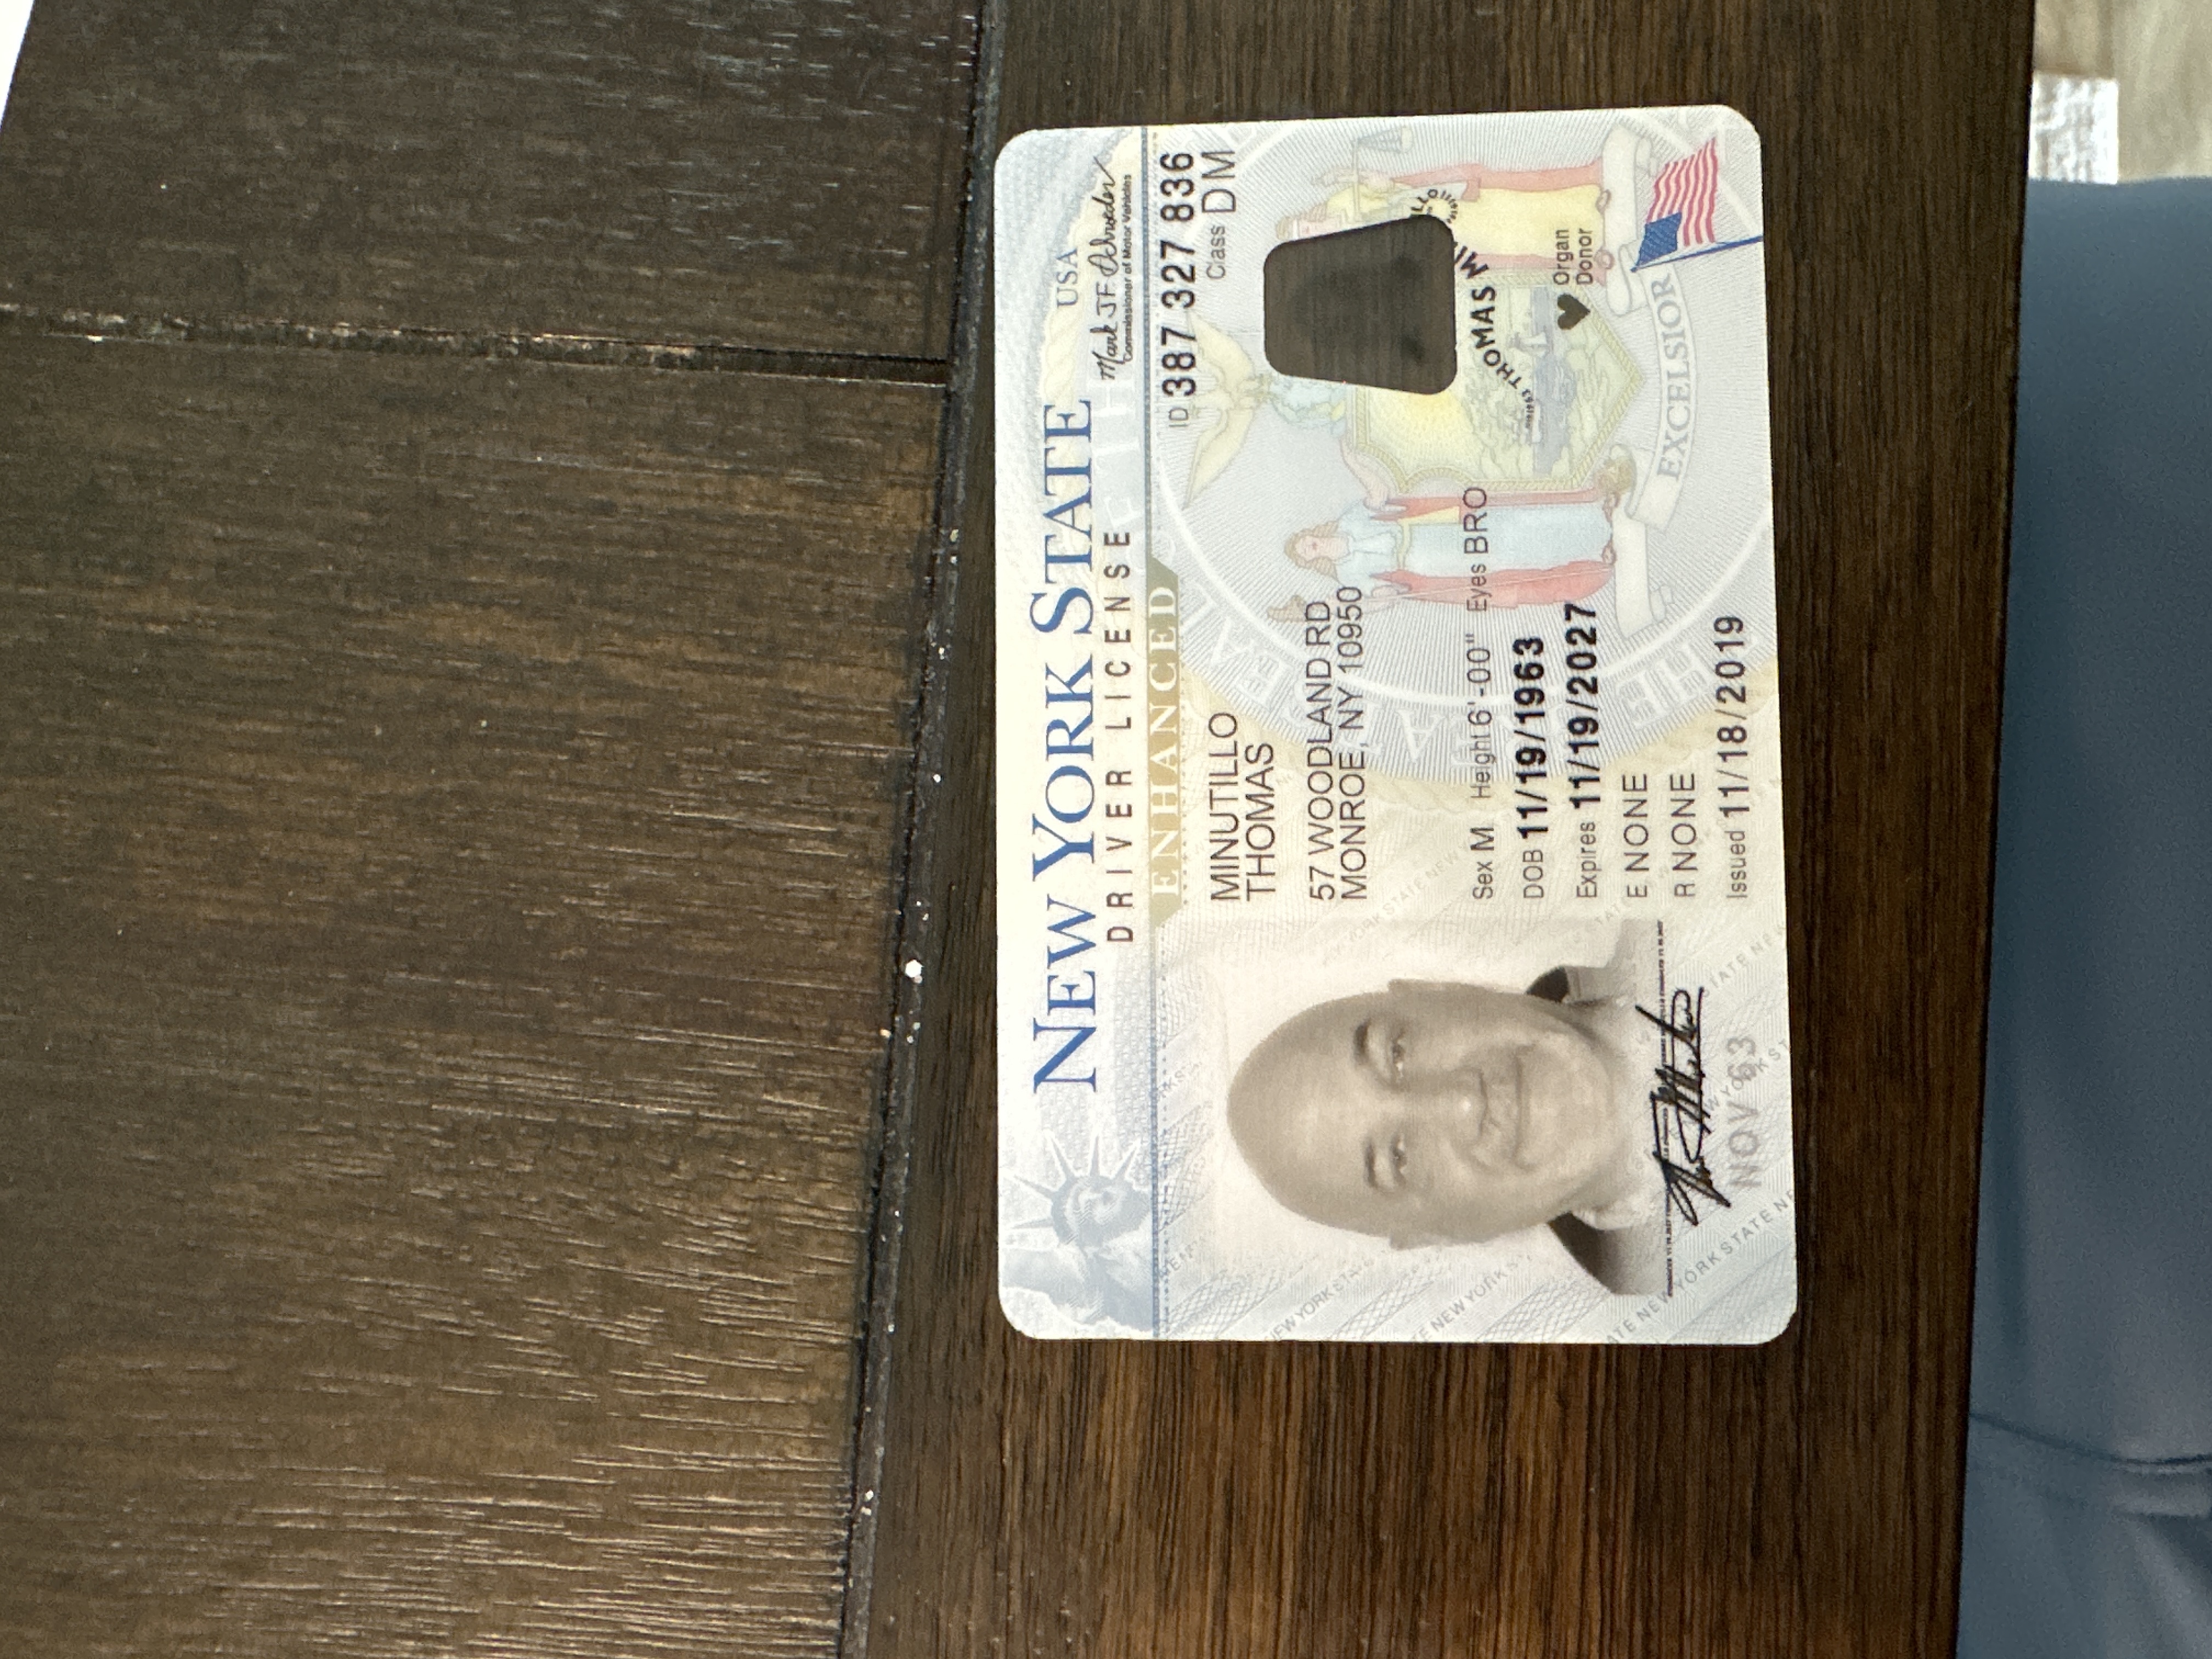 NEW YORK STATE
USA
DRIVER LICENSE
Mark JF Schroeder
Commissioner of Motor Vehicles
ENHANCED
ID 387 327 836
Class DM
MINUTILLO
THOMAS
57 WOODLAND RD
MONROE, NY 10950
Sex M Height 6'-00" Eyes BRO
THOMAS MI
DOB 11/19/1963
Organ
Donor
Expires 11/19/2027
E NONE
R NONE
EXCELSIOR
Issued 11/18/2019
NOV 63